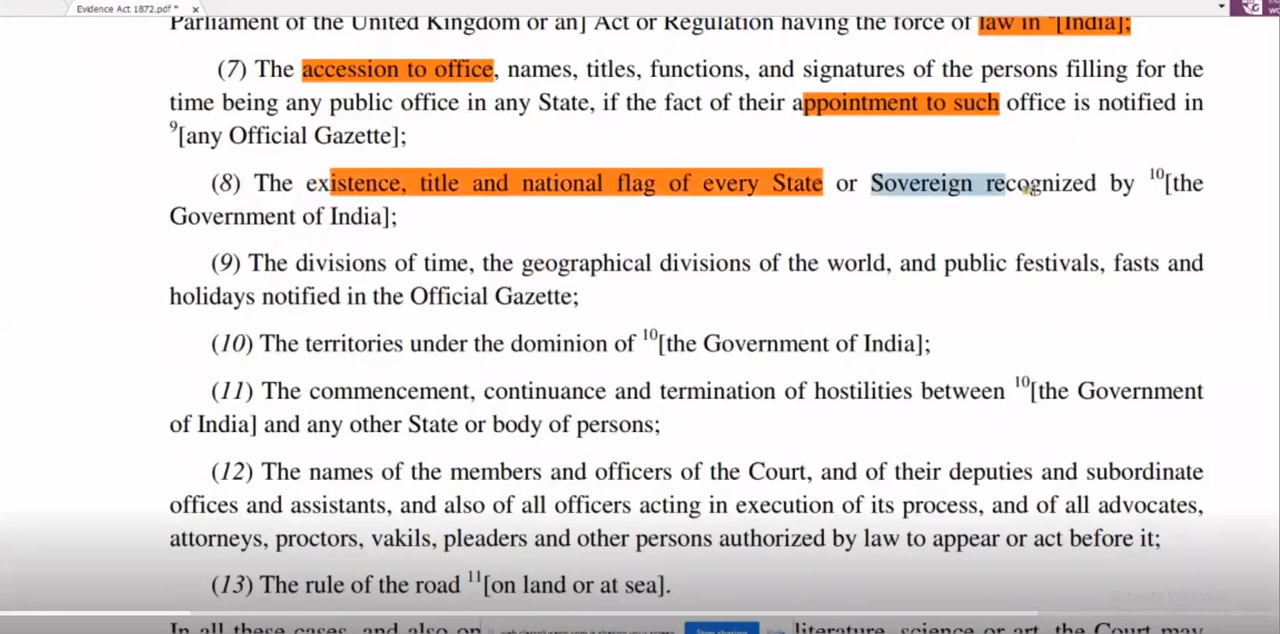 Evidence Act 1872.pdf * x
Parliament of the United Kingdom or an] Act or Regulation having the force of law in [India];
(7) The accession to office, names, titles, functions, and signatures of the persons filling for the
time being any public office in any State, if the fact of their appointment to such office is notified in
9[any Official Gazette];
(8) The existence, title and national flag of every State or Sovereign recognized by 10[the
Government of India];
(9) The divisions of time, the geographical divisions of the world, and public festivals, fasts and
holidays notified in the Official Gazette;
(10) The territories under the dominion of 10[the Government of India];
(11) The commencement, continuance and termination of hostilities between 10[the Government
of India] and any other State or body of persons;
(12) The names of the members and officers of the Court, and of their deputies and subordinate
offices and assistants, and also of all officers acting in execution of its process, and of all advocates,
attorneys, proctors, vakils, pleaders and other persons authorized by law to appear or act before it;
(13) The rule of the road 11[on land or at sea].
In all these cases, and also on literature, science or art, the Court may